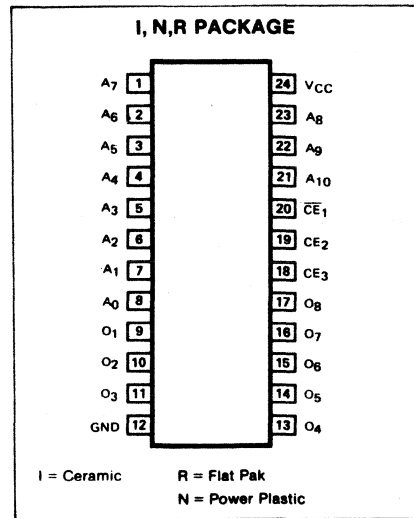 I, N,R PACKAGE
A7 1 24 VCC
A6 2 23 A8
A5 3 22 A9
A4 4 21 A10
A3 5 20 C̅E̅1
A2 6 19 CE2
A1 7 18 CE3
A0 8 17 O8
O1 9 16 O7
O2 10 15 O6
O3 11 14 O5
GND 12 13 O4
I = Ceramic R = Flat Pak
N = Power Plastic